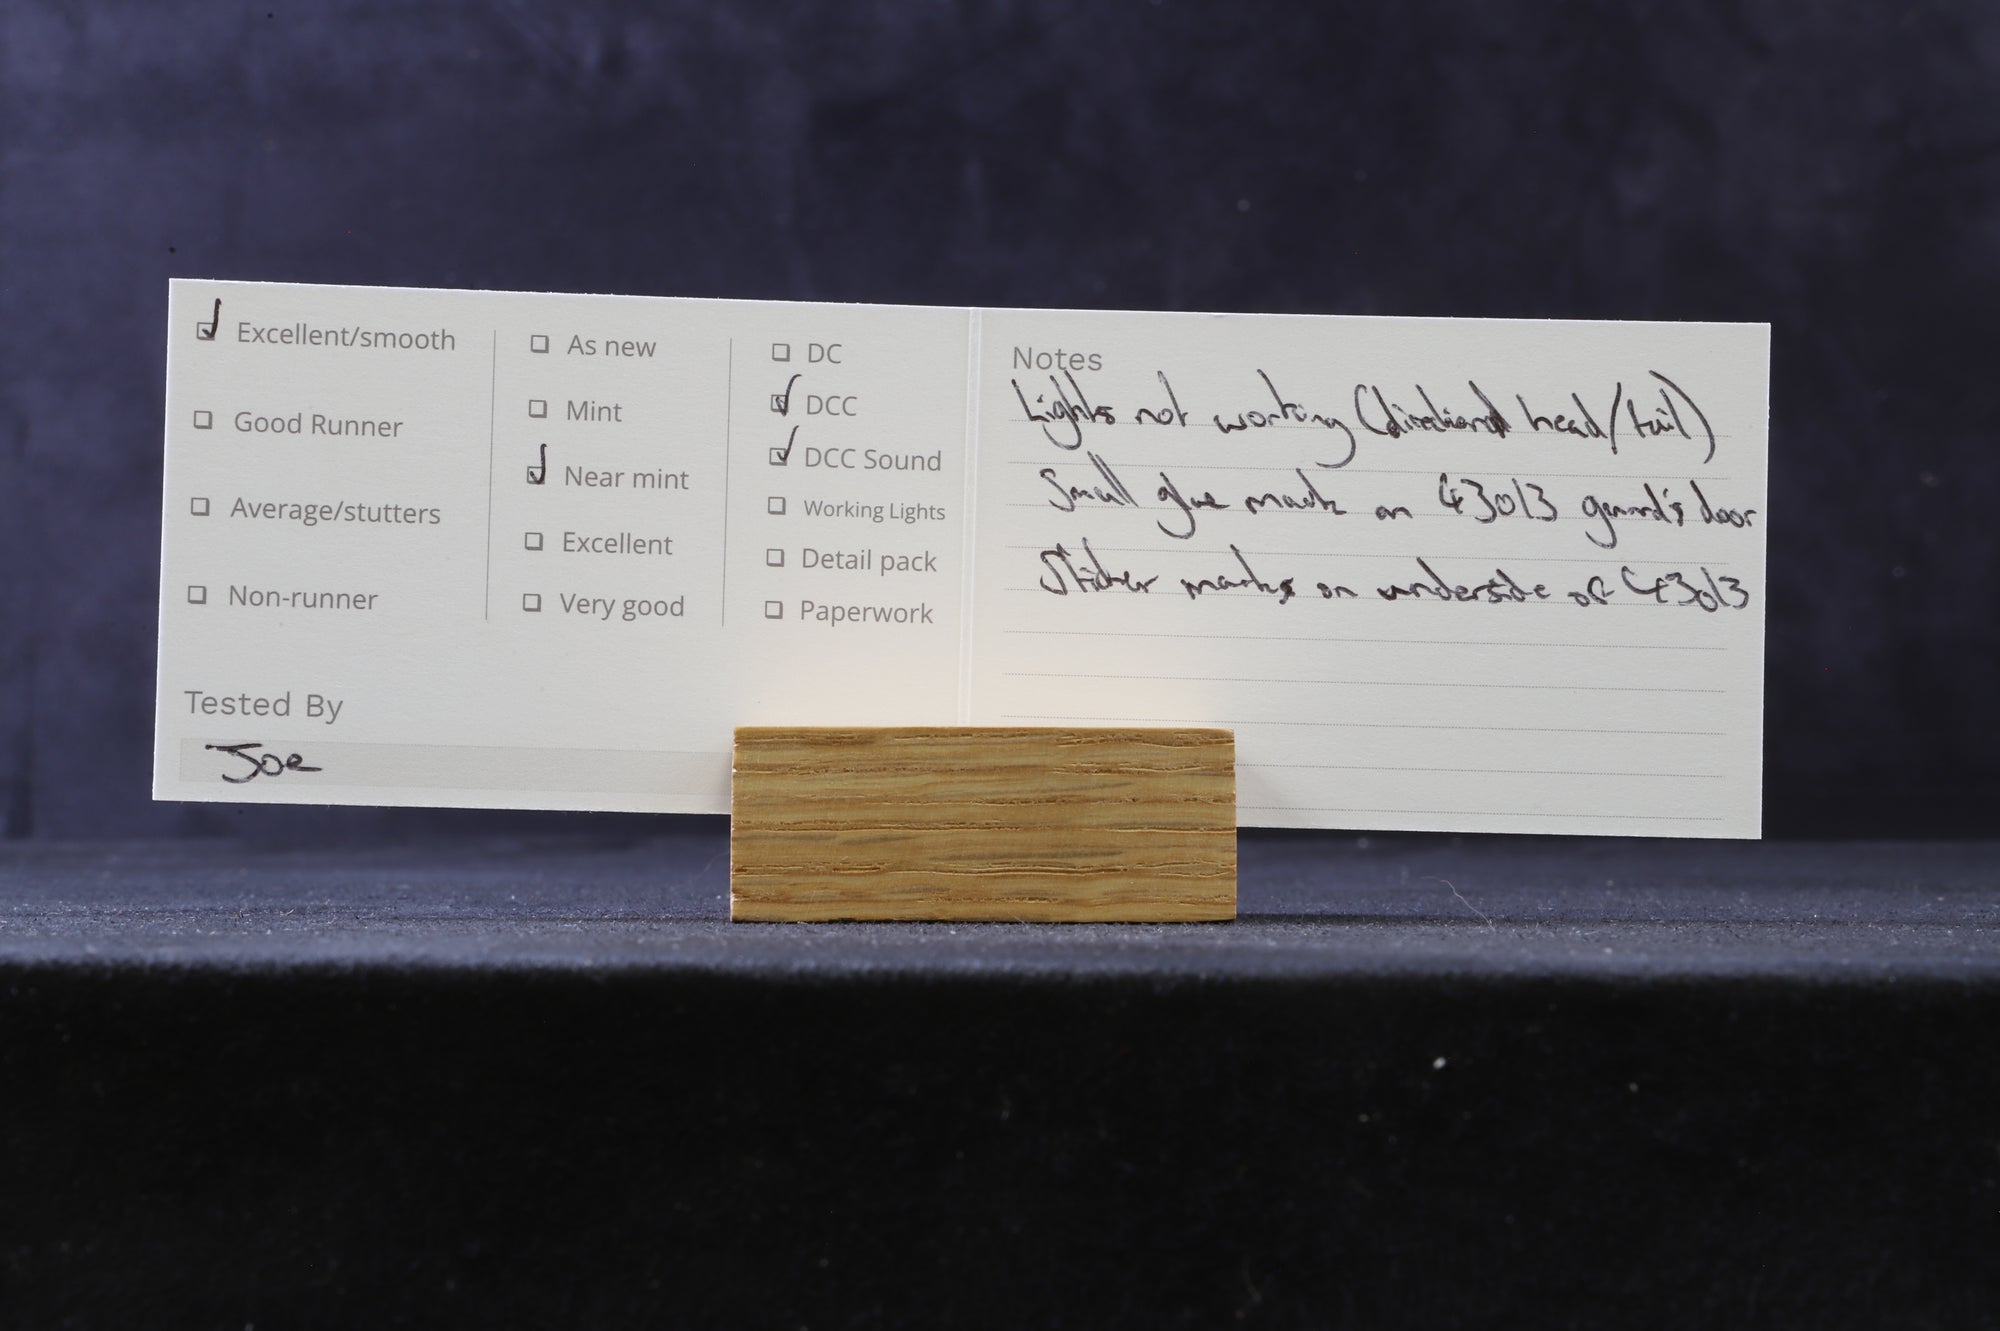 Excellent/smooth
Good Runner
Average/stutters
Non-runner
As new
Mint
Near mint
Excellent
Very good
DC
DCC
DCC Sound
Working Lights
Detail pack
Paperwork
Tested By
Joe
Notes
Lights not working (directional head/tail)
Small glue mark on 43013 guard's door
Sticker marks on underside of 43013